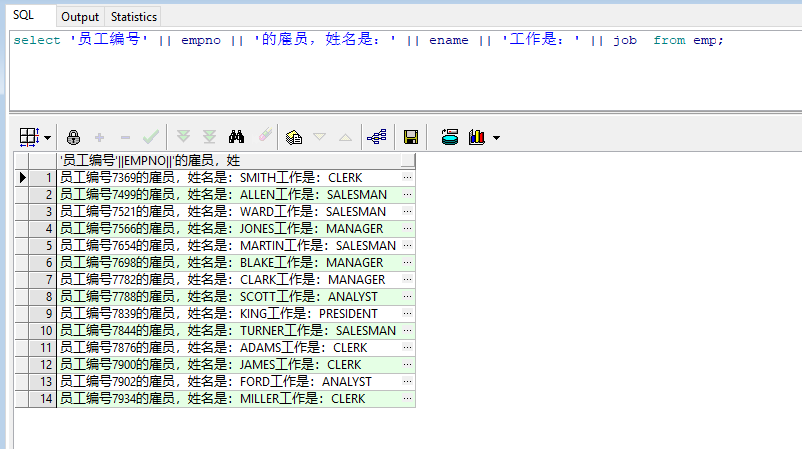 SQL Output Statistics
select '员工编号' || empno || '的雇员，姓名是：' || ename || '工作是：' || job  from emp;
'员工编号'||EMPNO||'的雇员，姓
1 员工编号7369的雇员，姓名是：SMITH工作是：CLERK ...
2 员工编号7499的雇员，姓名是：ALLEN工作是：SALESMAN ...
3 员工编号7521的雇员，姓名是：WARD工作是：SALESMAN ...
4 员工编号7566的雇员，姓名是：JONES工作是：MANAGER ...
5 员工编号7654的雇员，姓名是：MARTIN工作是：SALESMAN ...
6 员工编号7698的雇员，姓名是：BLAKE工作是：MANAGER ...
7 员工编号7782的雇员，姓名是：CLARK工作是：MANAGER ...
8 员工编号7788的雇员，姓名是：SCOTT工作是：ANALYST ...
9 员工编号7839的雇员，姓名是：KING工作是：PRESIDENT ...
10 员工编号7844的雇员，姓名是：TURNER工作是：SALESMAN ...
11 员工编号7876的雇员，姓名是：ADAMS工作是：CLERK ...
12 员工编号7900的雇员，姓名是：JAMES工作是：CLERK ...
13 员工编号7902的雇员，姓名是：FORD工作是：ANALYST ...
14 员工编号7934的雇员，姓名是：MILLER工作是：CLERK ...